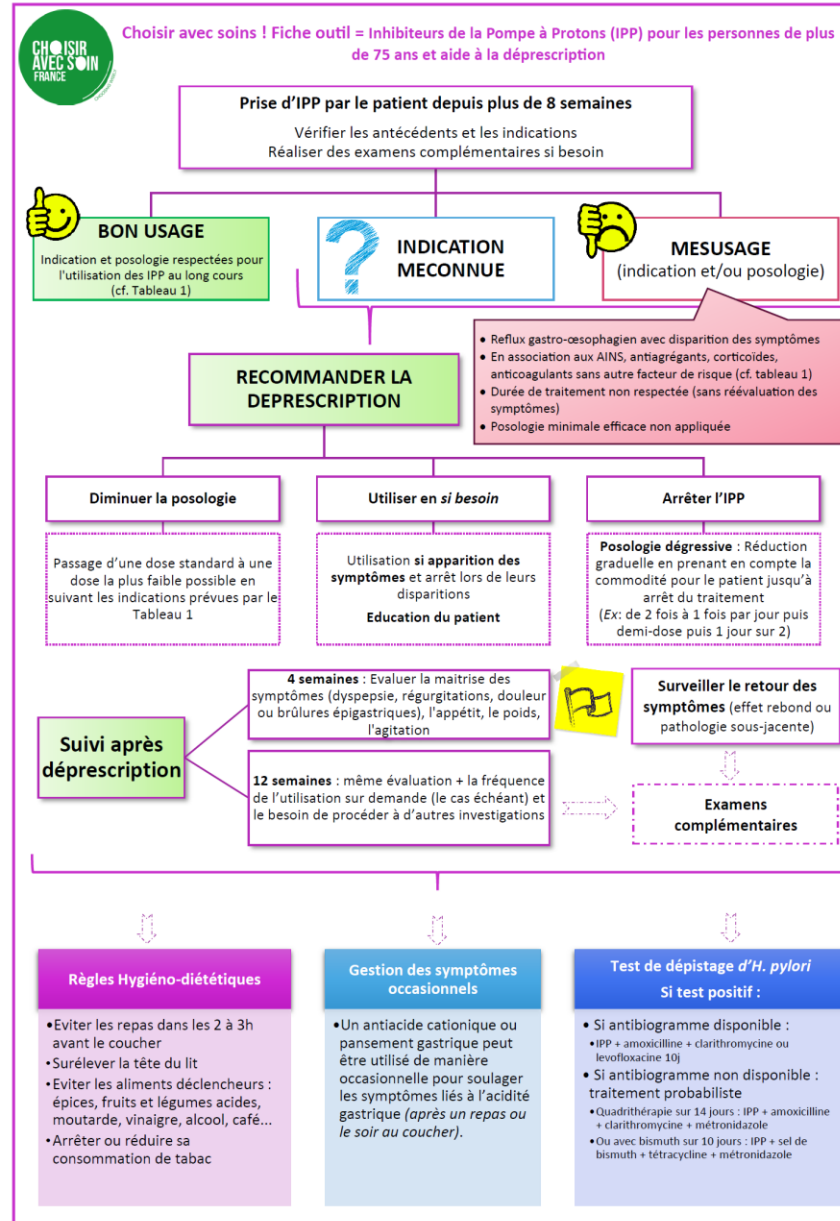 CHOISIR
AVEC SOIN
FRANCE
CHOOSING WISELY
Choisir avec soins ! Fiche outil = Inhibiteurs de la Pompe à Protons (IPP) pour les personnes de plus
de 75 ans et aide à la déprescription
Prise d'IPP par le patient depuis plus de 8 semaines
Vérifier les antécédents et les indications
Réaliser des examens complémentaires si besoin
BON USAGE
Indication et posologie respectées pour
l'utilisation des IPP au long cours
(cf. Tableau 1)
?
INDICATION
MECONNUE
MESUSAGE
(indication et/ou posologie)
• Reflux gastro-œsophagien avec disparition des symptômes
• En association aux AINS, antiagrégants, corticoïdes,
anticoagulants sans autre facteur de risque (cf. tableau 1)
• Durée de traitement non respectée (sans réévaluation des
symptômes)
• Posologie minimale efficace non appliquée
RECOMMANDER LA
DEPRESCRIPTION
Diminuer la posologie
Passage d'une dose standard à une
dose la plus faible possible en
suivant les indications prévues par le
Tableau 1
Utiliser en si besoin
Utilisation si apparition des
symptômes et arrêt lors de leurs
disparitions
Education du patient
Arrêter l'IPP
Posologie dégressive : Réduction
graduelle en prenant en compte la
commodité pour le patient jusqu'à
arrêt du traitement
(Ex: de 2 fois à 1 fois par jour puis
demi-dose puis 1 jour sur 2)
Suivi après
déprescription
4 semaines : Evaluer la maitrise des
symptômes (dyspepsie, régurgitations, douleur
ou brûlures épigastriques), l'appétit, le poids,
l'agitation
12 semaines : même évaluation + la fréquence
de l'utilisation sur demande (le cas échéant) et
le besoin de procéder à d'autres investigations
Surveiller le retour des
symptômes (effet rebond ou
pathologie sous-jacente)
Examens
complémentaires
Règles Hygiéno-diététiques
•Eviter les repas dans les 2 à 3h
avant le coucher
•Surélever la tête du lit
•Eviter les aliments déclencheurs :
épices, fruits et légumes acides,
moutarde, vinaigre, alcool, café...
•Arrêter ou réduire sa
consommation de tabac
Gestion des symptômes
occasionnels
•Un antiacide cationique ou
pansement gastrique peut
être utilisé de manière
occasionnelle pour soulager
les symptômes liés à l'acidité
gastrique (après un repas ou
le soir au coucher).
Test de dépistage d'H. pylori
Si test positif :
• Si antibiogramme disponible :
•IPP + amoxicilline + clarithromycine ou
levofloxacine 10j
• Si antibiogramme non disponible :
traitement probabiliste
•Quadrithérapie sur 14 jours : IPP + amoxicilline
+ clarithromycine + métronidazole
•Ou avec bismuth sur 10 jours : IPP + sel de
bismuth + tétracycline + métronidazole